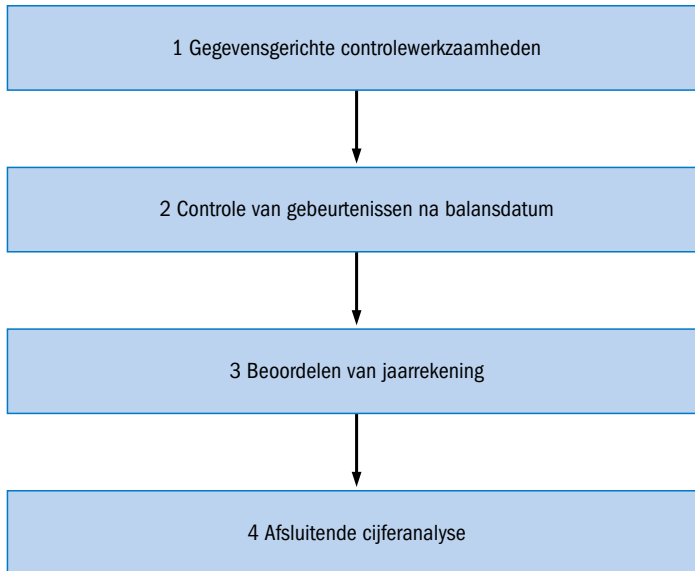 1 Gegevensgerichte controlewerkzaamheden
2 Controle van gebeurtenissen na balansdatum
3 Beoordelen van jaarrekening
4 Afsluitende cijferanalyse